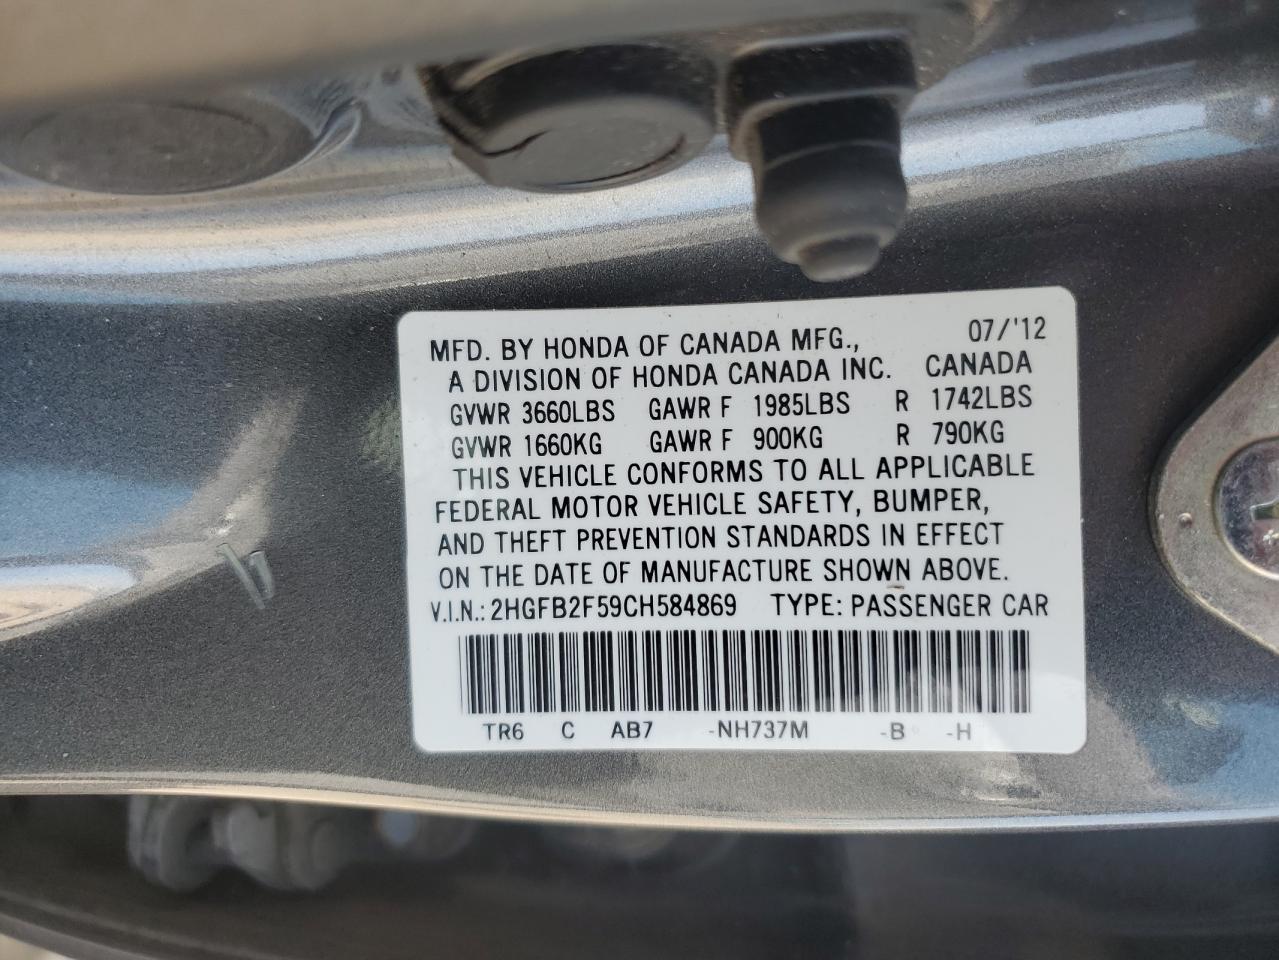 MFD. BY HONDA OF CANADA MFG., 07/'12
A DIVISION OF HONDA CANADA INC. CANADA
GVWR 3660LBS GAWR F 1985LBS R 1742LBS
GVWR 1660KG GAWR F 900KG R 790KG
THIS VEHICLE CONFORMS TO ALL APPLICABLE
FEDERAL MOTOR VEHICLE SAFETY, BUMPER,
AND THEFT PREVENTION STANDARDS IN EFFECT
ON THE DATE OF MANUFACTURE SHOWN ABOVE.
V.I.N.: 2HGFB2F59CH584869 TYPE: PASSENGER CAR
TR6 C AB7 -NH737M -B -H